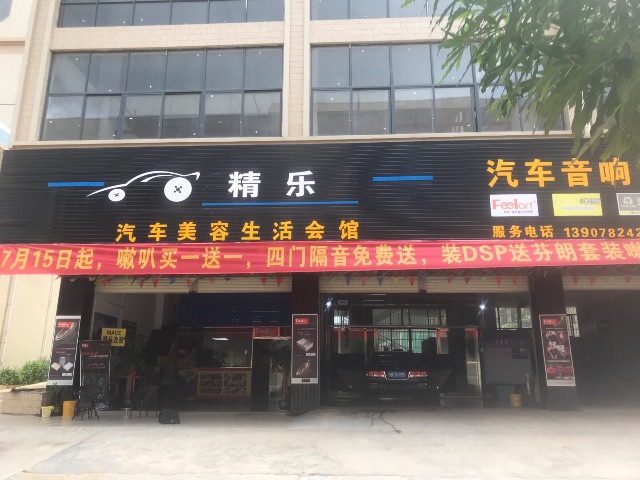 精乐
汽车音响
Feelart
汽车美容生活会馆
服务电话 13907824
7月15日起，嗽叭买一送一，四门隔音免费送，装DSP送芬朗套装喇